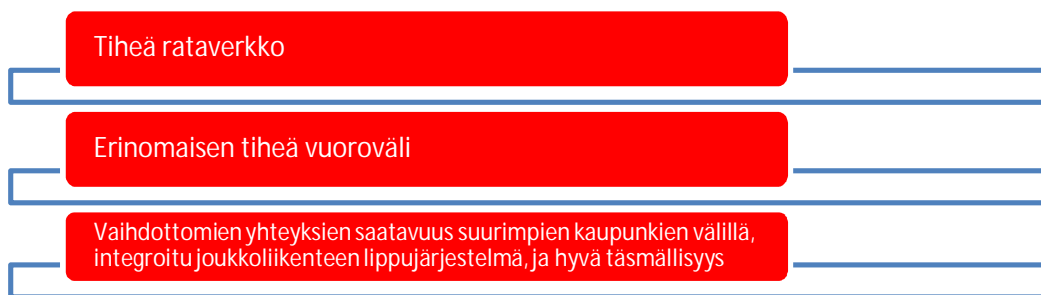 Tiheä rataverkko
Erinomaisen tiheä vuoroväli
Vaihdottomien yhteyksien saatavuus suurimpien kaupunkien välillä,
integroitu joukkoliikenteen lippujärjestelmä, ja hyvä täsmällisyys